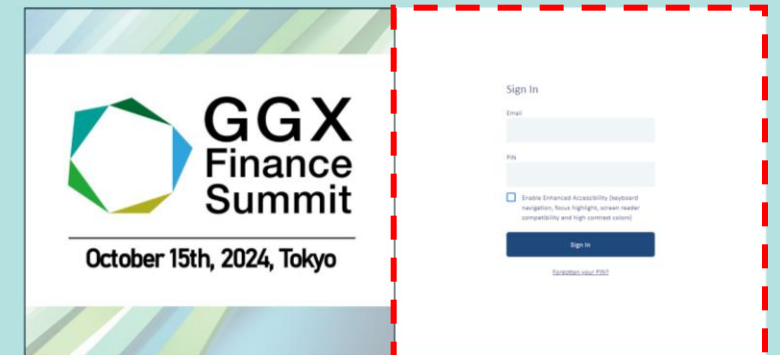 GGX
Finance
Summit
October 15th, 2024, Tokyo
Sign In
Email
PIN
Enable Enhanced Accessibility (keyboard
navigation, focus highlight, screen reader
compatibility and high contrast colors)
Sign In
Forgotten your PIN?